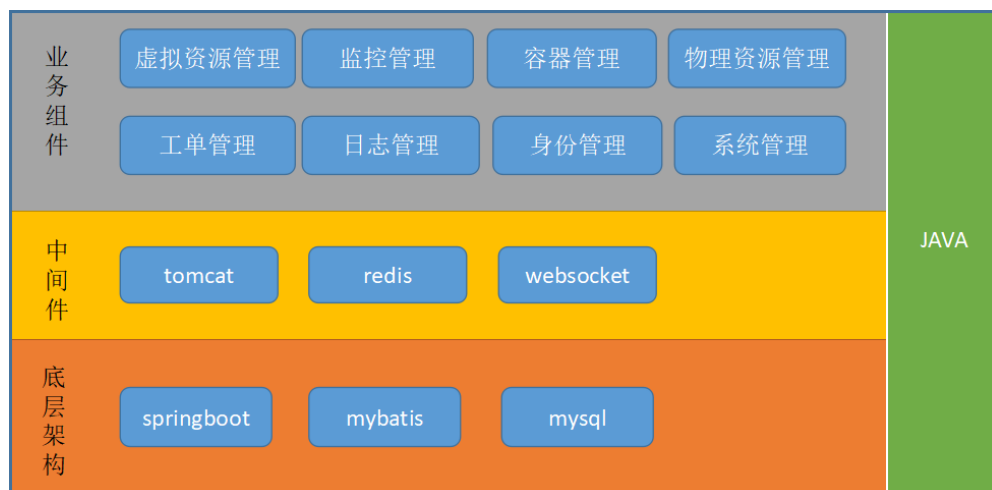 业务组件
虚拟资源管理
监控管理
容器管理
物理资源管理
工单管理
日志管理
身份管理
系统管理
中间件
tomcat
redis
websocket
底层架构
springboot
mybatis
mysql
JAVA